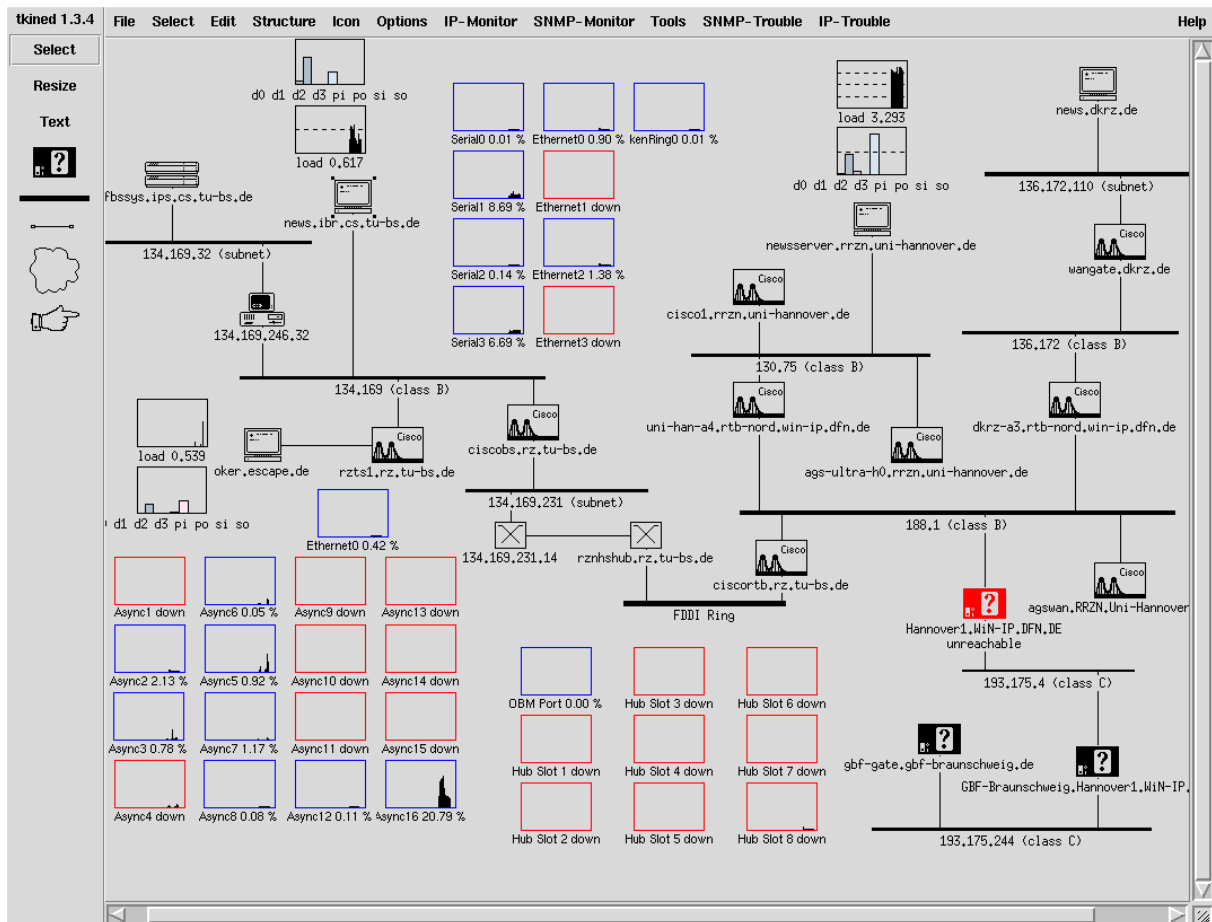 tkined 1.3.4
File Select Edit Structure Icon Options IP-Monitor SNMP-Monitor Tools SNMP-Trouble IP-Trouble Help
Select
Resize
Text
d0 d1 d2 d3 pi po si so
load 0.617
fbssys.ips.cs.tu-bs.de
news.ibr.cs.tu-bs.de
134.169.32 (subnet)
134.169.246.32
134.169 (class B)
Serial0 0.01 % Ethernet0 0.90 % kenRing0 0.01 %
Serial1 8.69 % Ethernet1 down
Serial2 0.14 % Ethernet2 1.38 %
Serial3 6.69 % Ethernet3 down
load 3.293
d0 d1 d2 d3 pi po si so
newsserver.rrzn.uni-hannover.de
Cisco
cisco1.rrzn.uni-hannover.de
130.75 (class B)
news.dkrz.de
136.172.110 (subnet)
Cisco
wangate.dkrz.de
136.172 (class B)
load 0.539
d1 d2 d3 pi po si so
oker.escape.de
Cisco
rzts1.rz.tu-bs.de
Cisco
ciscobs.rz.tu-bs.de
134.169.231 (subnet)
134.169.231.14
rznhshub.rz.tu-bs.de
Cisco
uni-han-a4.rtb-nord.win-ip.dfn.de
Cisco
ags-ultra-h0.rrzn.uni-hannover.de
Cisco
dkrz-a3.rtb-nord.win-ip.dfn.de
188.1 (class B)
Cisco
ciscortb.rz.tu-bs.de
FDDI Ring
Cisco
agswan.RRZN.Uni-Hannover
Hannover1.WiN-IP.DFN.DE
unreachable
193.175.4 (class C)
gbf-gate.gbf-braunschweig.de
GBF-Braunschweig.Hannover1.WiN-IP.
193.175.244 (class C)
Ethernet0 0.42 %
Async1 down Async6 0.05 % Async9 down Async13 down
Async2 2.13 % Async5 0.92 % Async10 down Async14 down
Async3 0.78 % Async7 1.17 % Async11 down Async15 down
Async4 down Async8 0.08 % Async12 0.11 % Async16 20.79 %
OBM Port 0.00 % Hub Slot 3 down Hub Slot 6 down
Hub Slot 1 down Hub Slot 4 down Hub Slot 7 down
Hub Slot 2 down Hub Slot 5 down Hub Slot 8 down